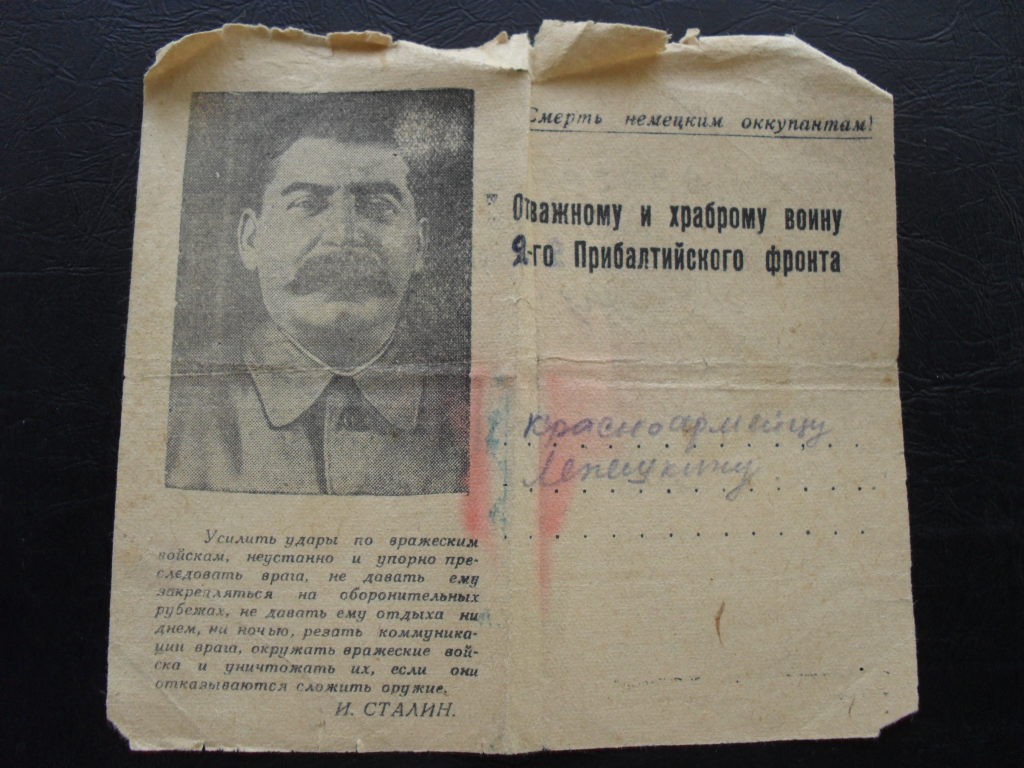 Усилить удары по вражеским
войскам, неустанно и упорно пре-
следовать врага, не давать ему
закрепляться на оборонительных
рубежах, не давать ему отдыха ни
днем, ни ночью, резать коммуника-
ции врага, окружать вражеские вой-
ска и уничтожать их, если они
отказываются сложить оружие.
И. СТАЛИН.
Смерть немецким оккупантам!
Отважному и храброму воину
2-го Прибалтийского фронта
красноармейцу
Лепешкину